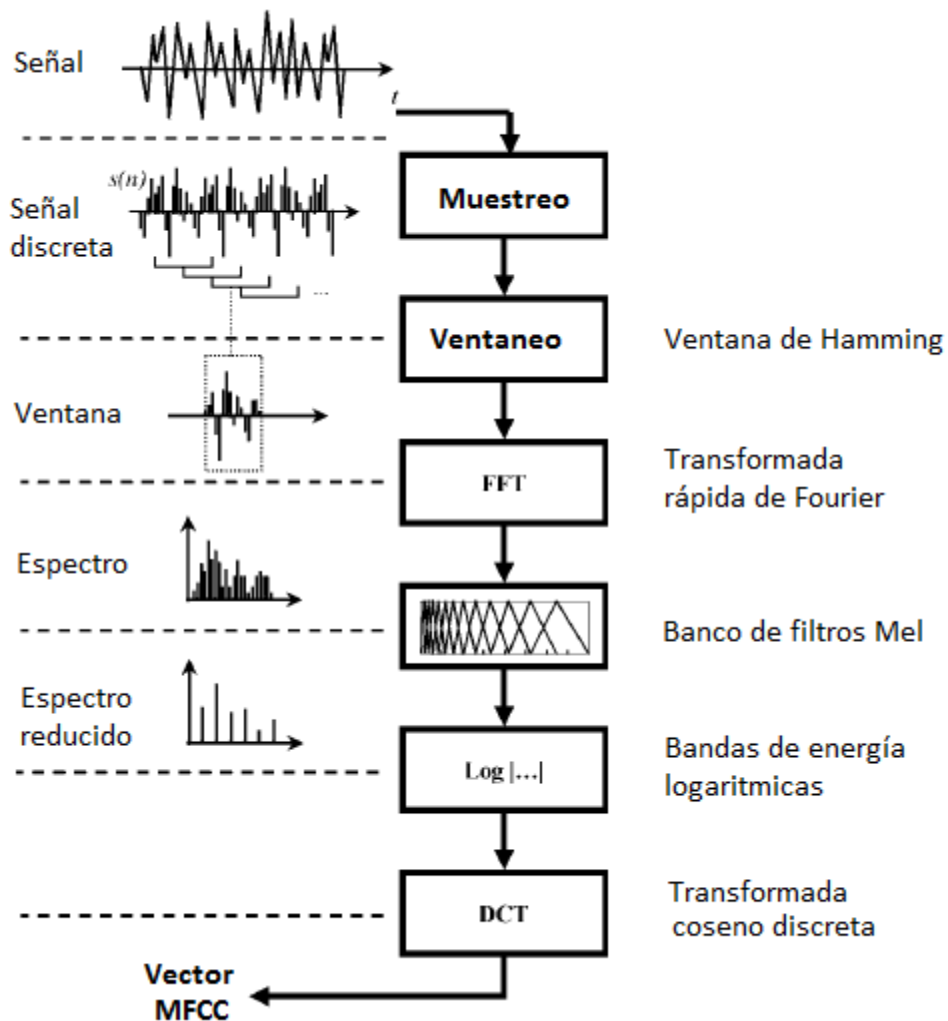 Señal
t
s(n)
Señal
discreta
...
Muestreo
Ventaneo
Ventana de Hamming
Ventana
FFT
Transformada
rápida de Fourier
Espectro
Banco de filtros Mel
Espectro
reducido
Log |...|
Bandas de energía
logaritmicas
DCT
Transformada
coseno discreta
Vector
MFCC